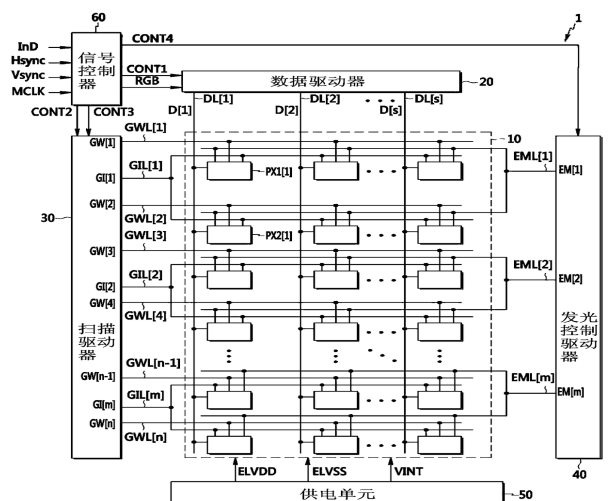 60
1
InD
Hsync
Vsync
MCLK
信号控制器
CONT4
CONT1
RGB
数据驱动器
20
CONT2
CONT3
D[1]
DL[1]
D[2]
DL[2]
D[s]
DL[s]
10
30
扫描驱动器
GW[1]
GWL[1]
GI[1]
GIL[1]
PX1[1]
EML[1]
EM[1]
GW[2]
GWL[2]
PX2[1]
GW[3]
GWL[3]
GI[2]
GIL[2]
EML[2]
EM[2]
GW[4]
GWL[4]
发光控制驱动器
GW[n-1]
GWL[n-1]
GI[m]
GIL[m]
EML[m]
EM[m]
GW[n]
GWL[n]
40
ELVDD
ELVSS
VINT
供电单元
50